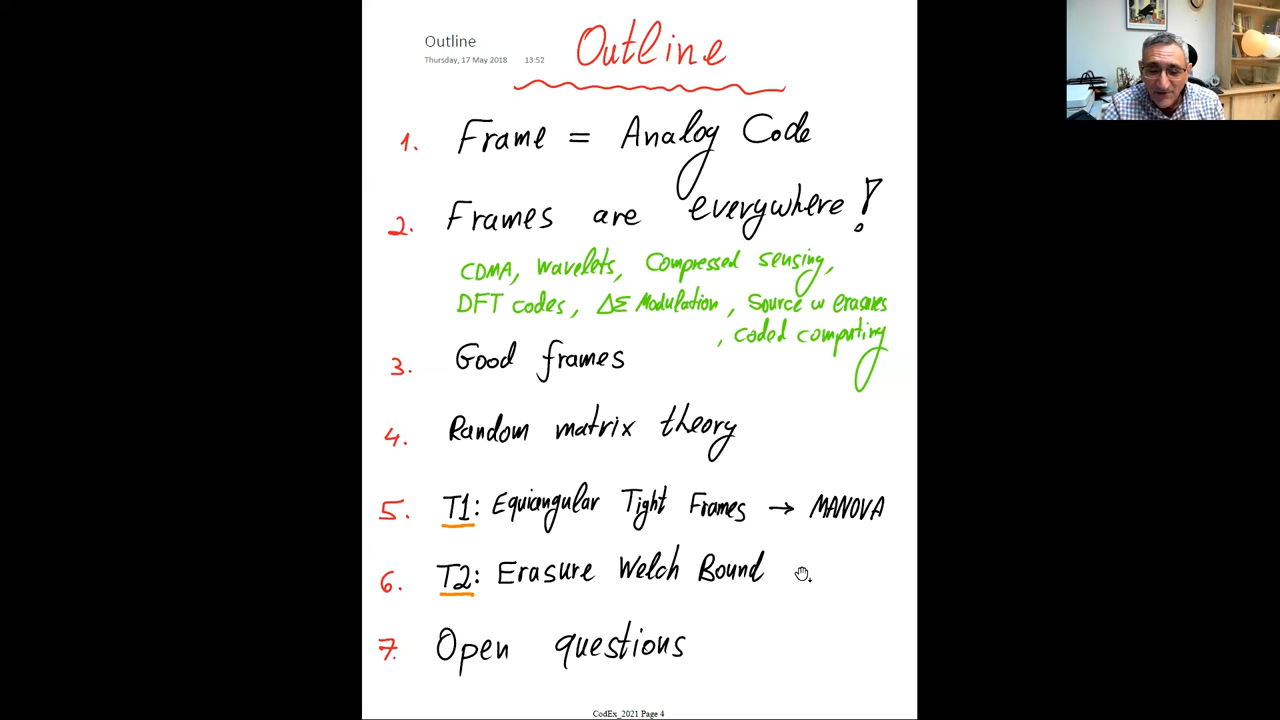 Outline
Thursday, 17 May 2018 13:52
Outline
1. Frame = Analog Code
2. Frames are everywhere!
CDMA, Wavelets, Compressed sensing,
DFT codes, ΔΣ Modulation, Source w erasures
, coded computing
3. Good frames
4. Random matrix theory
5. T1: Equiangular Tight Frames → MANOVA
6. T2: Erasure Welch Bound
7. Open questions
CodEx_2021 Page 4